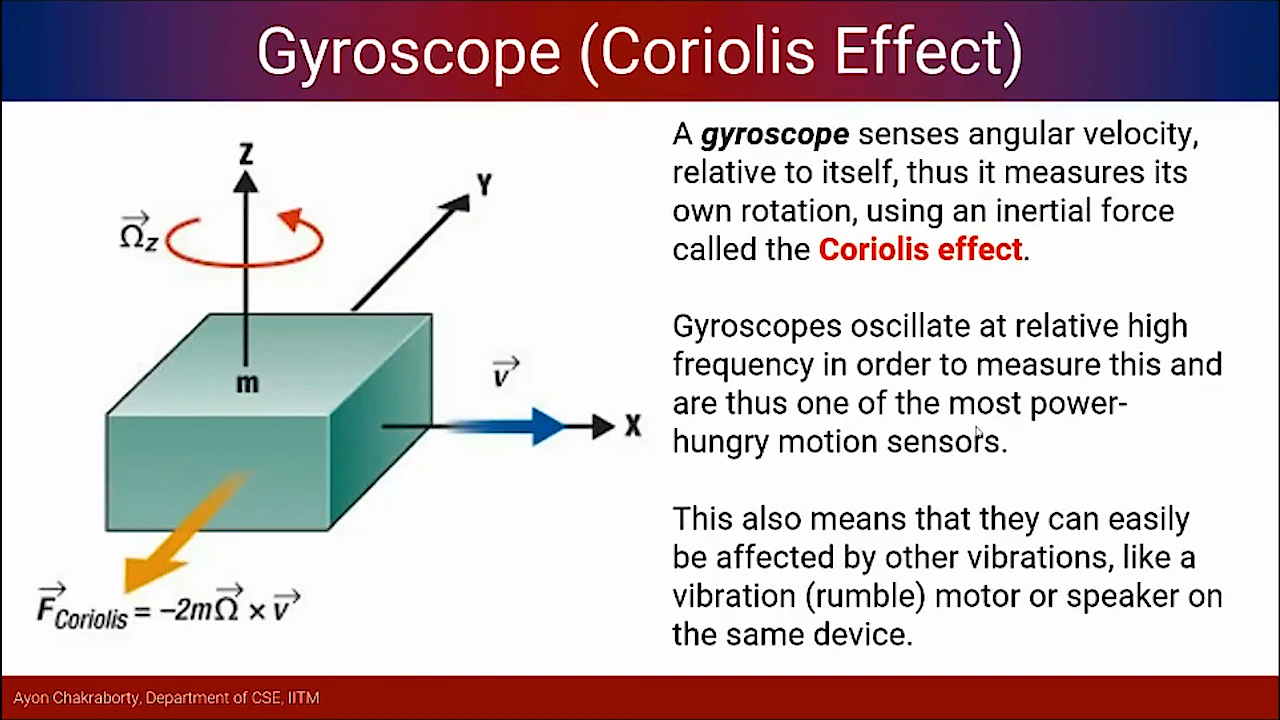 Gyroscope (Coriolis Effect)
Z
Y
Ω⃗z
m
v⃗
X
F⃗Coriolis = –2mΩ⃗ × v⃗
A gyroscope senses angular velocity,
relative to itself, thus it measures its
own rotation, using an inertial force
called the Coriolis effect.
Gyroscopes oscillate at relative high
frequency in order to measure this and
are thus one of the most power-
hungry motion sensors.
This also means that they can easily
be affected by other vibrations, like a
vibration (rumble) motor or speaker on
the same device.
Ayon Chakraborty, Department of CSE, IITM